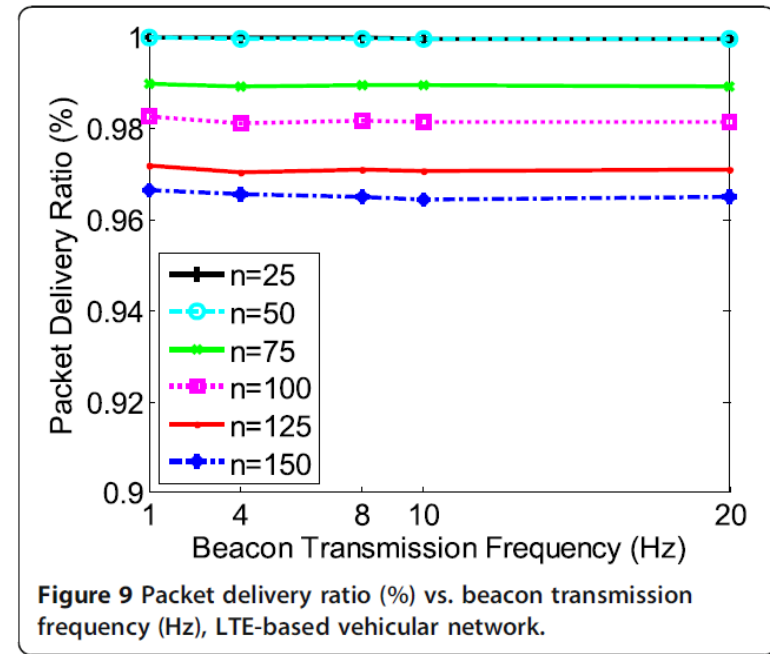 1
0.98
0.96
0.94
0.92
0.9
Packet Delivery Ratio (%)
n=25
n=50
n=75
n=100
n=125
n=150
1 4 8 10 20
Beacon Transmission Frequency (Hz)
Figure 9 Packet delivery ratio (%) vs. beacon transmission
frequency (Hz), LTE-based vehicular network.